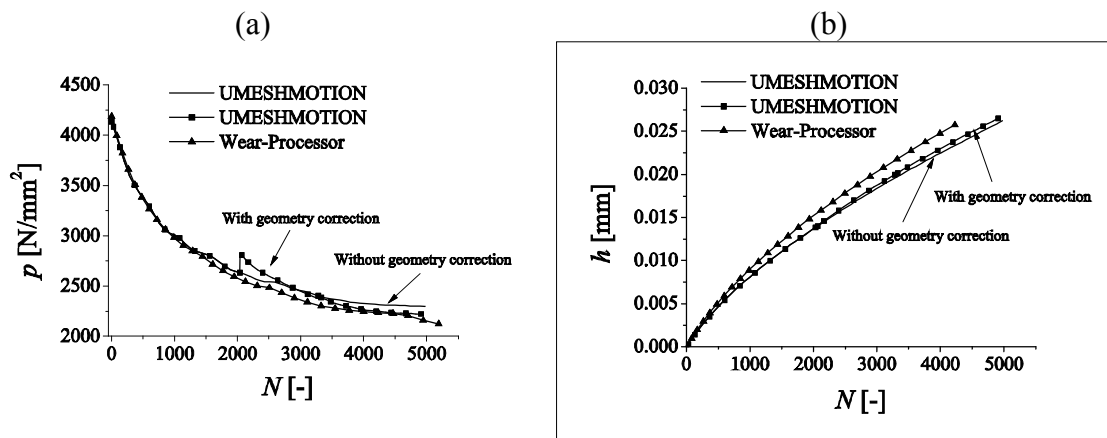 (a)
4500
4000
3500
3000
2500
2000
p [N/mm²]
UMESHMOTION
UMESHMOTION
Wear-Processor
With geometry correction
Without geometry correction
0
1000
2000
3000
4000
5000
N [-]
(b)
0.030
0.025
0.020
0.015
0.010
0.005
0.000
h [mm]
UMESHMOTION
UMESHMOTION
Wear-Processor
With geometry correction
Without geometry correction
0
1000
2000
3000
4000
5000
N [-]